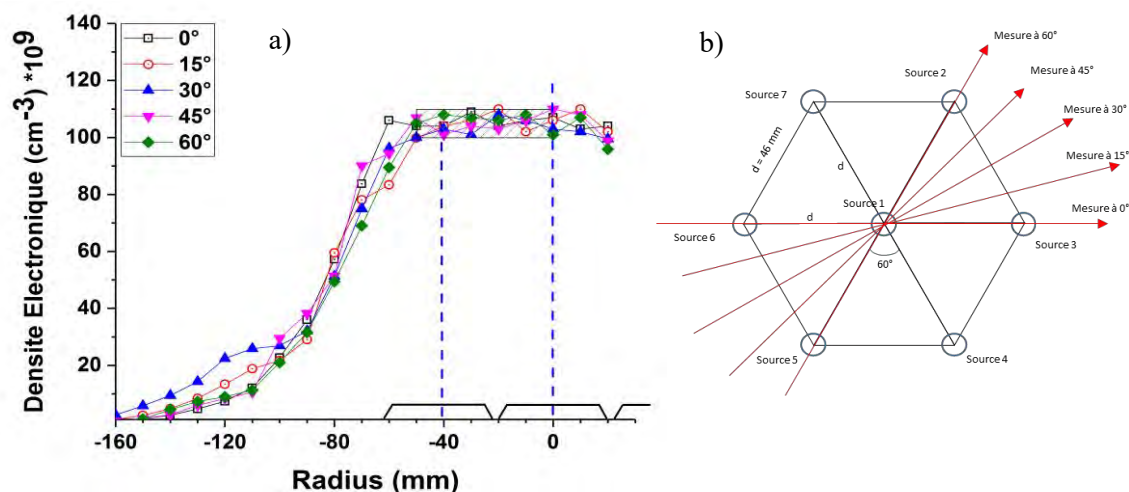 a)
Densite Electronique (cm-3) *10^9
140
120
100
80
60
40
20
0°
15°
30°
45°
60°
-160
-120
-80
-40
0
Radius (mm)
b)
Mesure à 60°
Source 2
Mesure à 45°
Source 7
Mesure à 30°
d = 46 mm
d
Mesure à 15°
Source 1
Mesure à 0°
d
Source 6
Source 3
60°
Source 5
Source 4